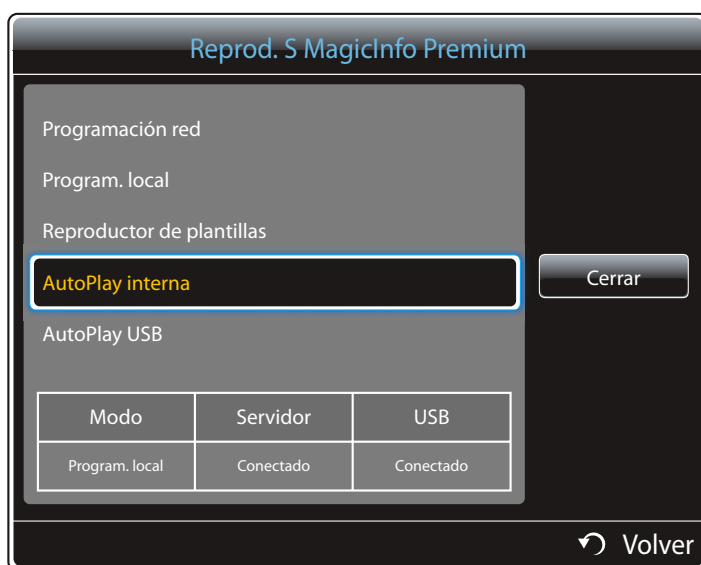 Reprod. S MagicInfo Premium
Programación red
Program. local
Reproductor de plantillas
AutoPlay interna
Cerrar
AutoPlay USB
Modo Servidor USB
Program. local Conectado Conectado
Volver